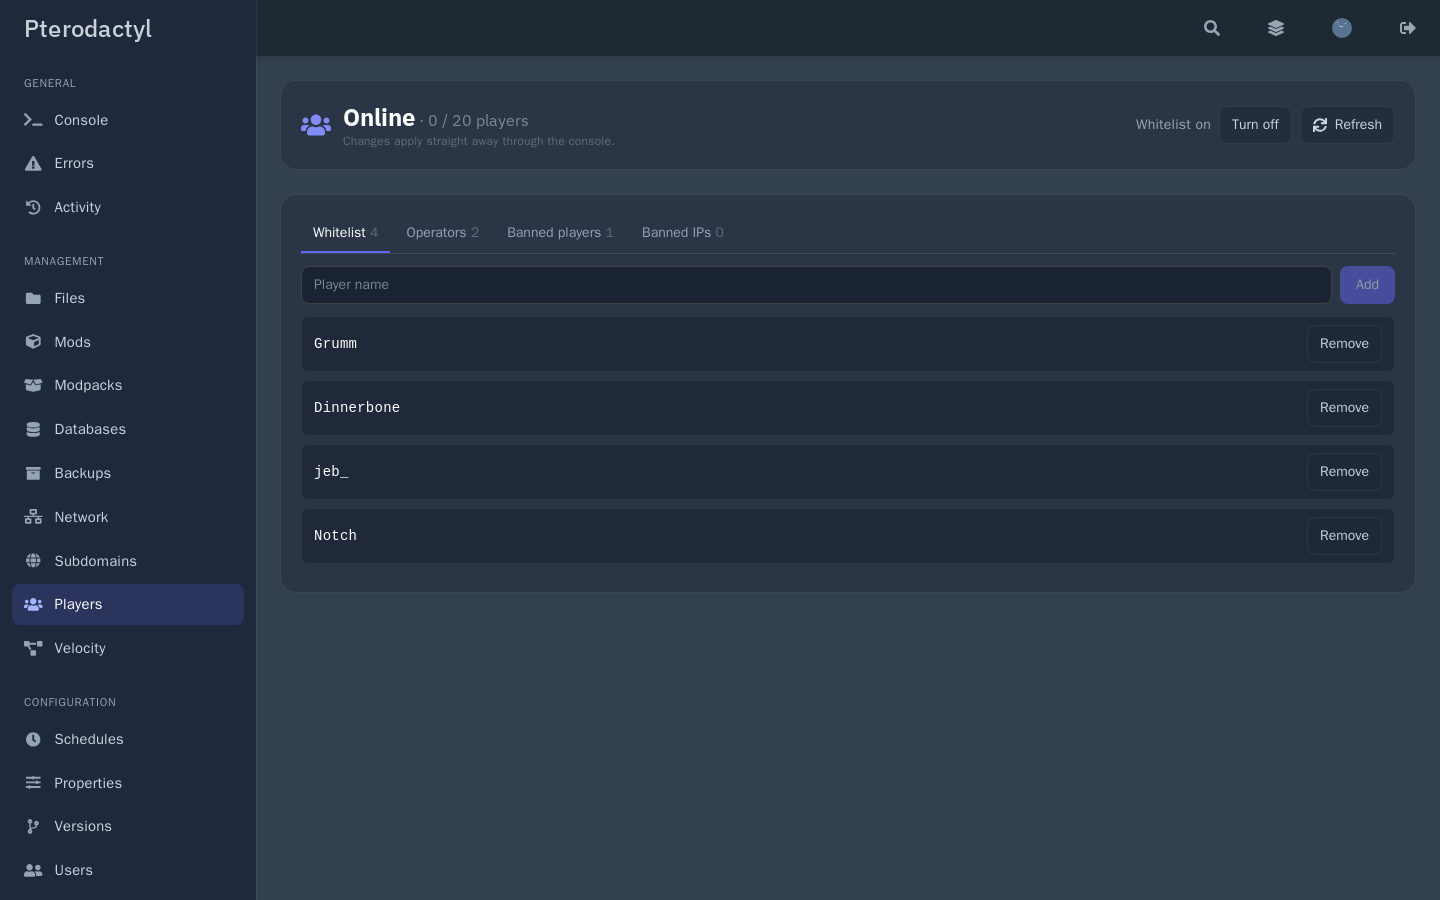 Pterodactyl
GENERAL
Console
Errors
Activity
MANAGEMENT
Files
Mods
Modpacks
Databases
Backups
Network
Subdomains
Players
Velocity
CONFIGURATION
Schedules
Properties
Versions
Users
Online · 0 / 20 players
Changes apply straight away through the console.
Whitelist on
Turn off
Refresh
Whitelist 4
Operators 2
Banned players 1
Banned IPs 0
Player name
Add
Grumm
Remove
Dinnerbone
Remove
jeb_
Remove
Notch
Remove